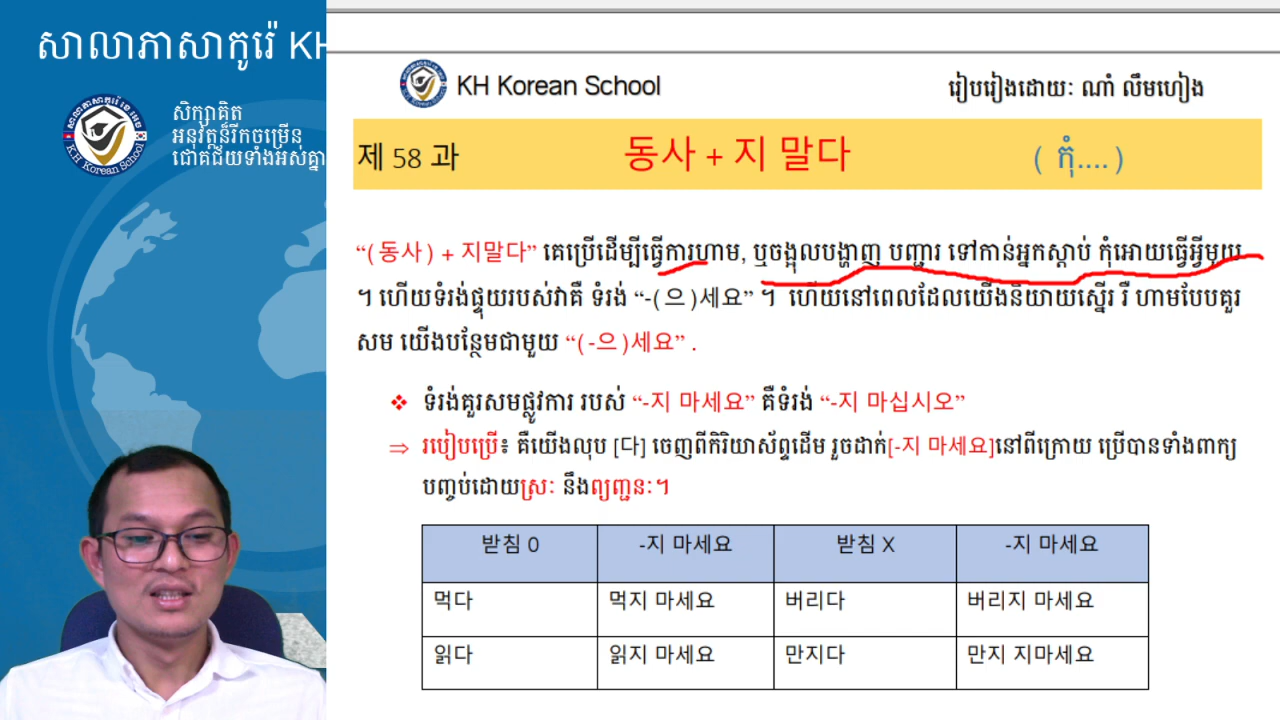 សាលាភាសាកូរ៉េ KH
សិក្សាគិត
អនុវត្តន៍រីកចម្រើន
ជោគជ័យទាំងអស់គ្នា
KH Korean School
រៀបរៀងដោយ: ណាំ លឹមហៀង
제 58 과
동사 + 지 말다
( កុំ.... )
“(동사) + 지말다” គេប្រើដើម្បីធ្វើការហាម, ឬចង្អុលបង្ហាញ បញ្ជារ ទៅកាន់អ្នកស្តាប់ កុំអោយធ្វើអ្វីមួយ
។ ហើយទំរង់ផ្ទុយរបស់វាគឺ ទំរង់ “-(으)세요” ។ ហើយនៅពេលដែលយើងនិយាយស្នើរ រឺ ហាមបែបគួរ
សម យើងបន្ថែមជាមួយ “(-으)세요” .
❖ ទំរង់គួរសមផ្លូវការ របស់ “-지 마세요” គឺទំរង់ “-지 마십시오”
⇒ របៀបប្រើ៖ គឺយើងលុប [다] ចេញពីកិរិយាស័ព្ទដើម រួចដាក់[-지 마세요]នៅពីក្រោយ ប្រើបានទាំងពាក្យ
បញ្ចប់ដោយស្រៈ នឹងព្យញ្ជនៈ។
받침 0 -지 마세요 받침 X -지 마세요
먹다 먹지 마세요 버리다 버리지 마세요
읽다 읽지 마세요 만지다 만지 지마세요